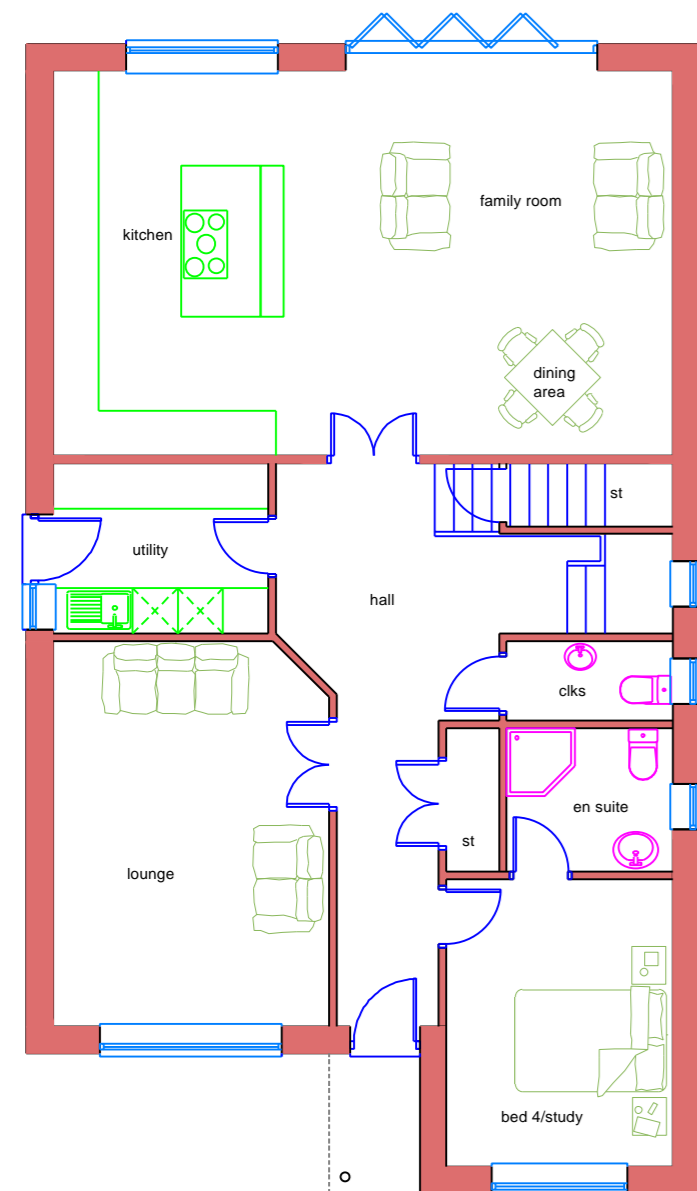 family room
kitchen
dining
area
st
utility
hall
clks
en suite
st
lounge
bed 4/study